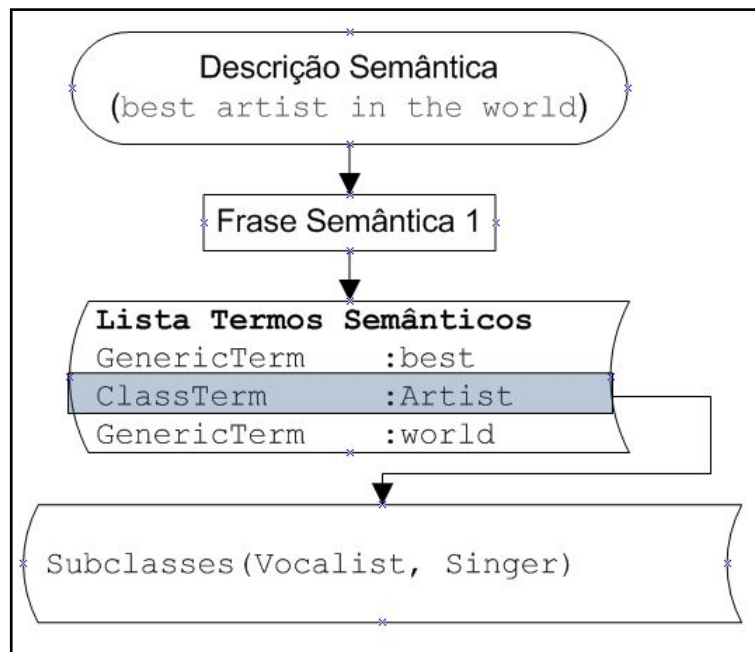 Descrição Semântica
(best artist in the world)
Frase Semântica 1
Lista Termos Semânticos
GenericTerm :best
ClassTerm :Artist
GenericTerm :world
Subclasses(Vocalist, Singer)